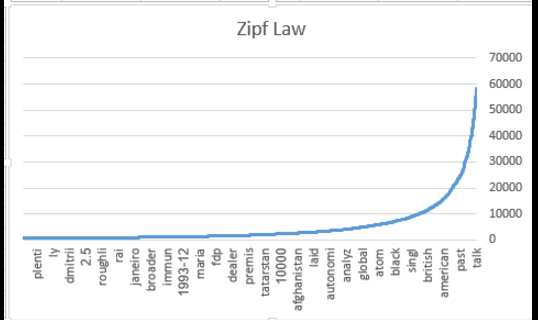 Zipf Law
70000
60000
50000
40000
30000
20000
10000
0
plenti
ly
dmitrii
2.5
roughli
rai
janeiro
broader
immun
1993-12
maria
fdp
dealer
premis
tatarstan
10000
afghanistan
laid
autonomi
analyz
global
atom
black
singl
british
american
past
talk